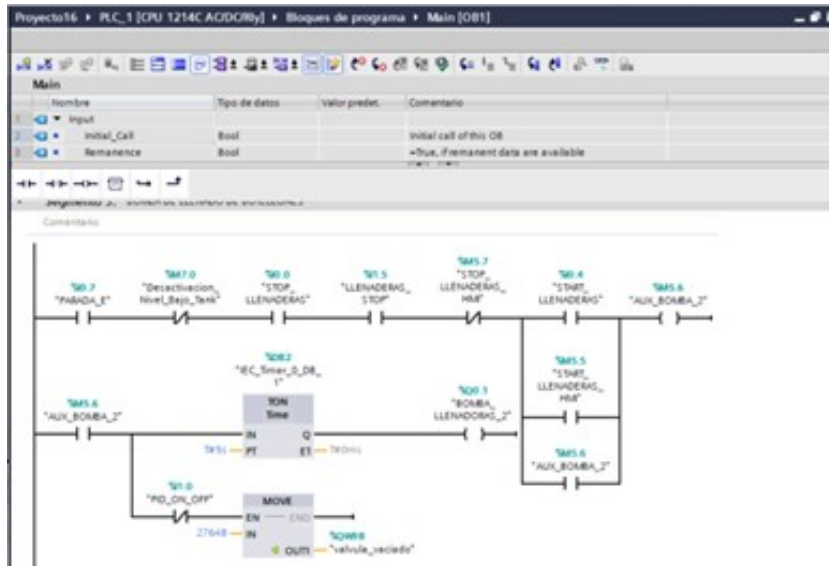 Proyecto16 ▸ PLC_1 [CPU 1214C AC/DC/Rly] ▸ Bloques de programa ▸ Main [OB1]
Main
Nombre Tipo de datos Valor predet. Comentario
1 Input
2 Initial_Call Bool Initial call of this OB
3 Remanence Bool =True, if remanent data are available
Comentario
%M5.7
%I0.7 %M7.0 %I0.0 %I1.5 "STOP_ %I0.4
"PARADA_E" "Desactivacion_ "STOP_ "LLENADERAS_ LLENADERAS_ "START_ %M5.6
Nivel_Bajo_Tank" LLENADERAS" STOP" HMI" LLENADERAS" "AUX_BOMBA_2"
%DB2 %M5.5
"IEC_Timer_0_DB_ "START_
1" LLENADERAS_
%M5.6 TON %Q0.1 HMI"
"AUX_BOMBA_2" Time "BOMBA_
LLENADORAS_2"
IN Q
T#5s PT ET T#0ms
%M5.6
"AUX_BOMBA_2"
%I1.0
"PID_ON_OFF" MOVE
EN ENO
27648 IN
OUT1 "valvula_vaciado"